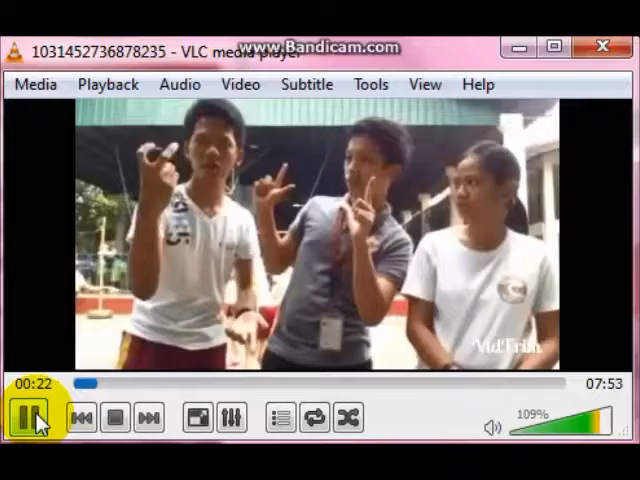 1031452736878235 - VLC media player
www.Bandicam.com
Media Playback Audio Video Subtitle Tools View Help
VidTrim
00:22 07:53
109%